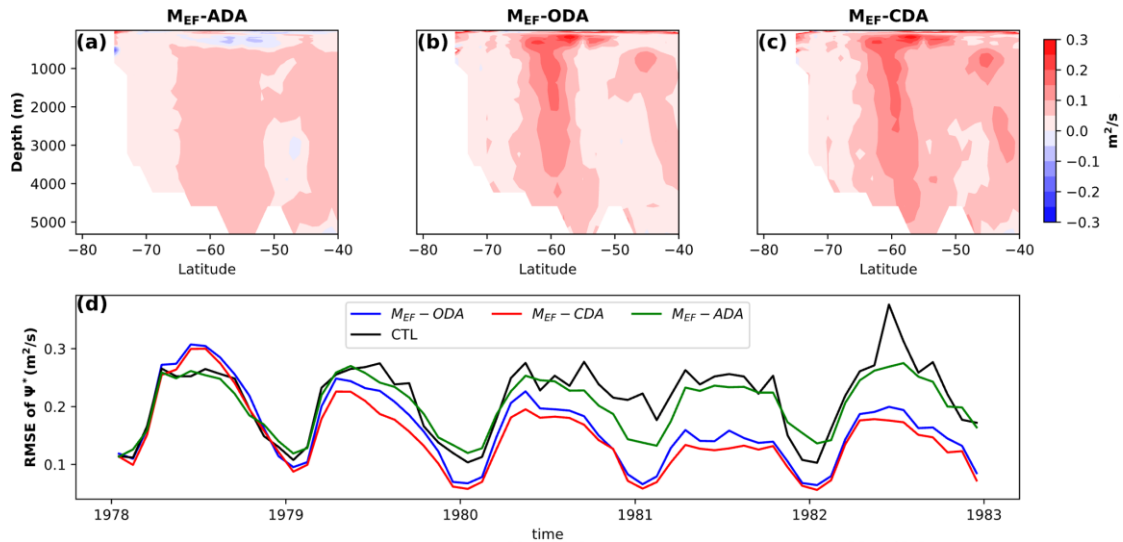 M_EF-ADA M_EF-ODA M_EF-CDA
(a) (b) (c)
Depth (m)
1000
2000
3000
4000
5000
−80 −70 −60 −50 −40
Latitude
−80 −70 −60 −50 −40
Latitude
−80 −70 −60 −50 −40
Latitude
0.3
0.2
0.1
0.0
−0.1
−0.2
−0.3
m²/s
(d)
M_EF − ODA M_EF − CDA M_EF − ADA
CTL
RMSE of Ψ*(m²/s)
0.3
0.2
0.1
1978 1979 1980 1981 1982 1983
time